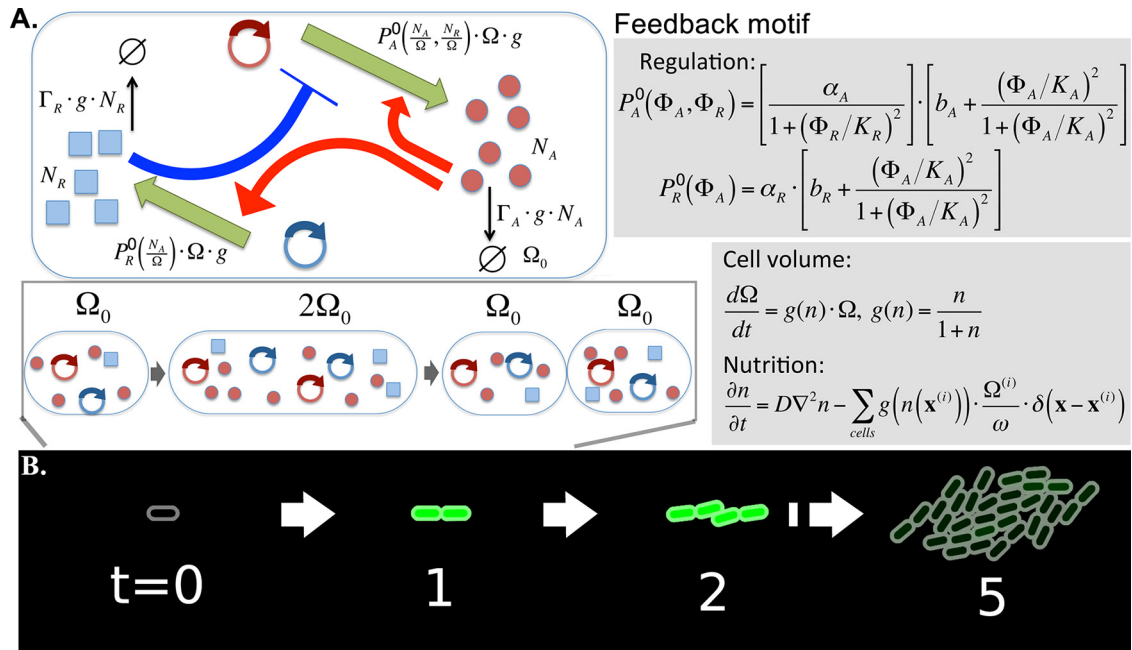 A.
∅
Γ_R · g · N_R
N_R
P_A^0(N_A/Ω, N_R/Ω) · Ω · g
N_A
Γ_A · g · N_A
∅ Ω_0
P_R^0(N_A/Ω) · Ω · g
Feedback motif
Regulation:
P_A^0(Φ_A, Φ_R) = [α_A / (1 + (Φ_R/K_R)^2)] · [b_A + (Φ_A/K_A)^2 / (1 + (Φ_A/K_A)^2)]
P_R^0(Φ_A) = α_R · [b_R + (Φ_A/K_A)^2 / (1 + (Φ_A/K_A)^2)]
Cell volume:
dΩ/dt = g(n) · Ω, g(n) = n/(1 + n)
Nutrition:
∂n/∂t = D∇^2 n − ∑_cells g(n(x^(i))) · Ω^(i)/ω · δ(x − x^(i))
Ω_0 2Ω_0 Ω_0 Ω_0
B.
t=0 1 2 5